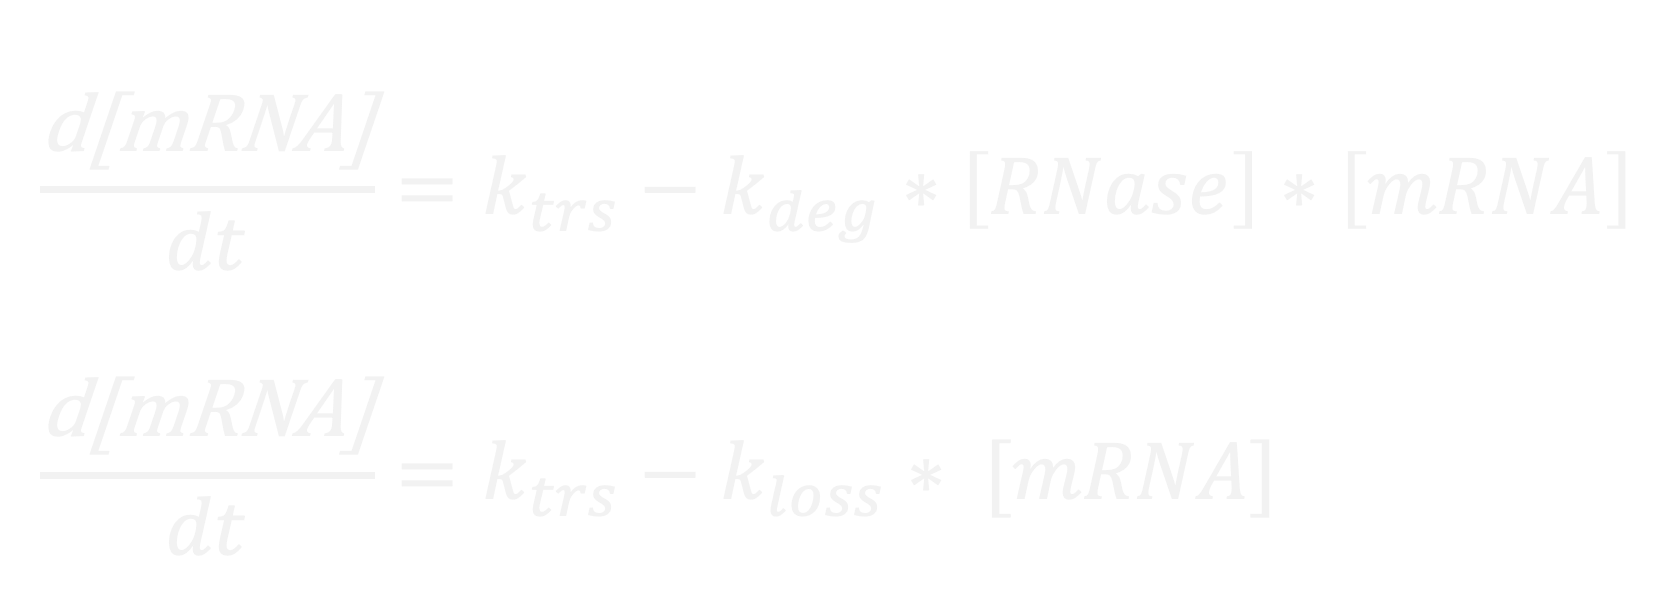 d[mRNA]/dt = k_trs − k_deg * [RNase] * [mRNA]
d[mRNA]/dt = k_trs − k_loss * [mRNA]